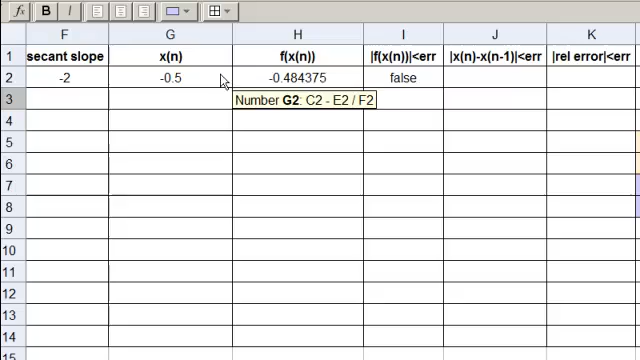 fx B I
F G H I J K
1 secant slope x(n) f(x(n)) |f(x(n))|<err |x(n)-x(n-1)|<err |rel error|<err
2 -2 -0.5 -0.484375 false
3 Number G2: C2 - E2 / F2
4
5
6
7
8
9
10
11
12
13
14
15